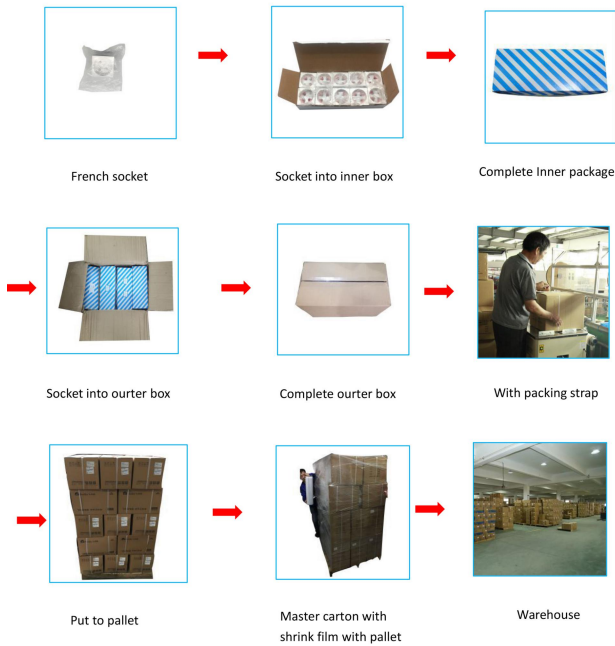 French socket
Socket into inner box
Complete Inner package
Socket into ourter box
Complete ourter box
With packing strap
Put to pallet
Master carton with
shrink film with pallet
Warehouse